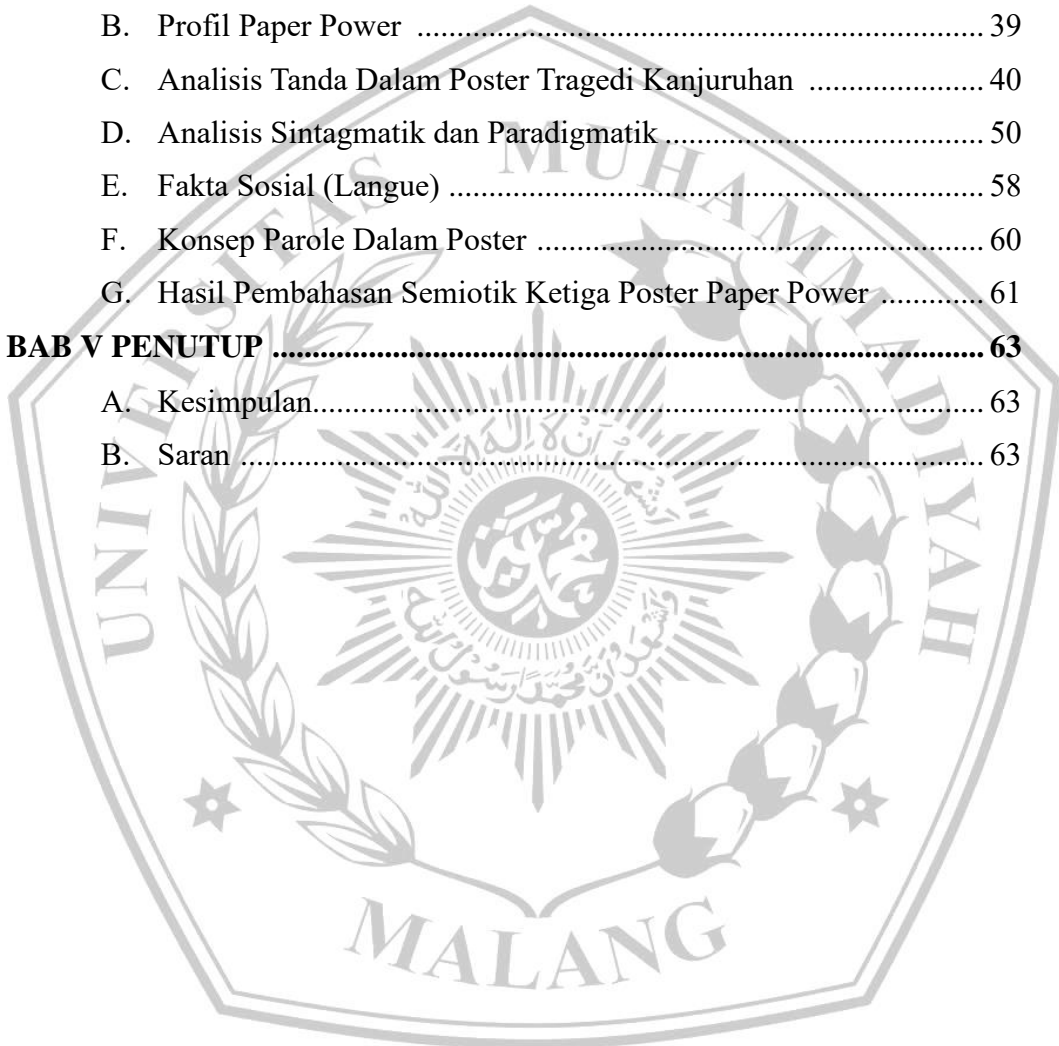 B. Profil Paper Power ........................................................................ 39
C. Analisis Tanda Dalam Poster Tragedi Kanjuruhan ...................... 40
D. Analisis Sintagmatik dan Paradigmatik ......................................... 50
E. Fakta Sosial (Langue) .................................................................... 58
F. Konsep Parole Dalam Poster ......................................................... 60
G. Hasil Pembahasan Semiotik Ketiga Poster Paper Power ............. 61
BAB V PENUTUP ......................................................................................... 63
A. Kesimpulan..................................................................................... 63
B. Saran .............................................................................................. 63
UNIVERSITAS MUHAMMADIYAH
MALANG